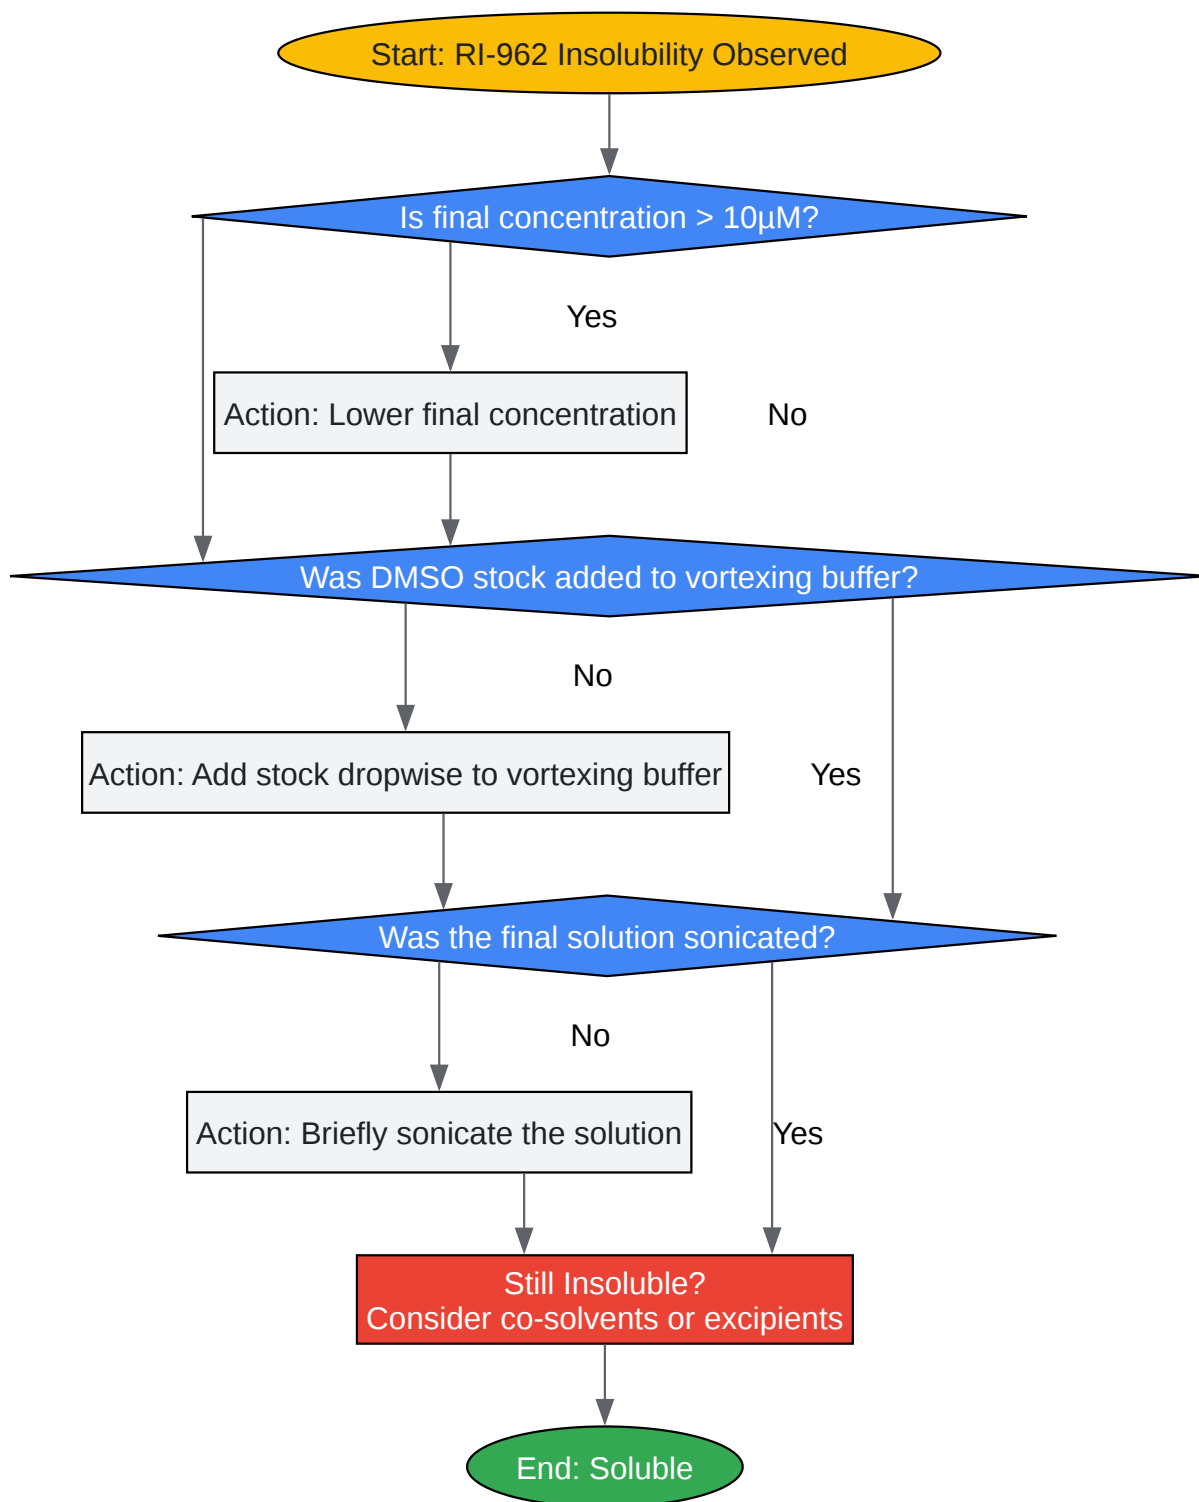 Start: RI-962 Insolubility Observed
Is final concentration > 10µM?
Yes
Action: Lower final concentration
No
Was DMSO stock added to vortexing buffer?
No
Action: Add stock dropwise to vortexing buffer
Yes
Was the final solution sonicated?
No
Action: Briefly sonicate the solution
Yes
Still Insoluble?
Consider co-solvents or excipients
End: Soluble